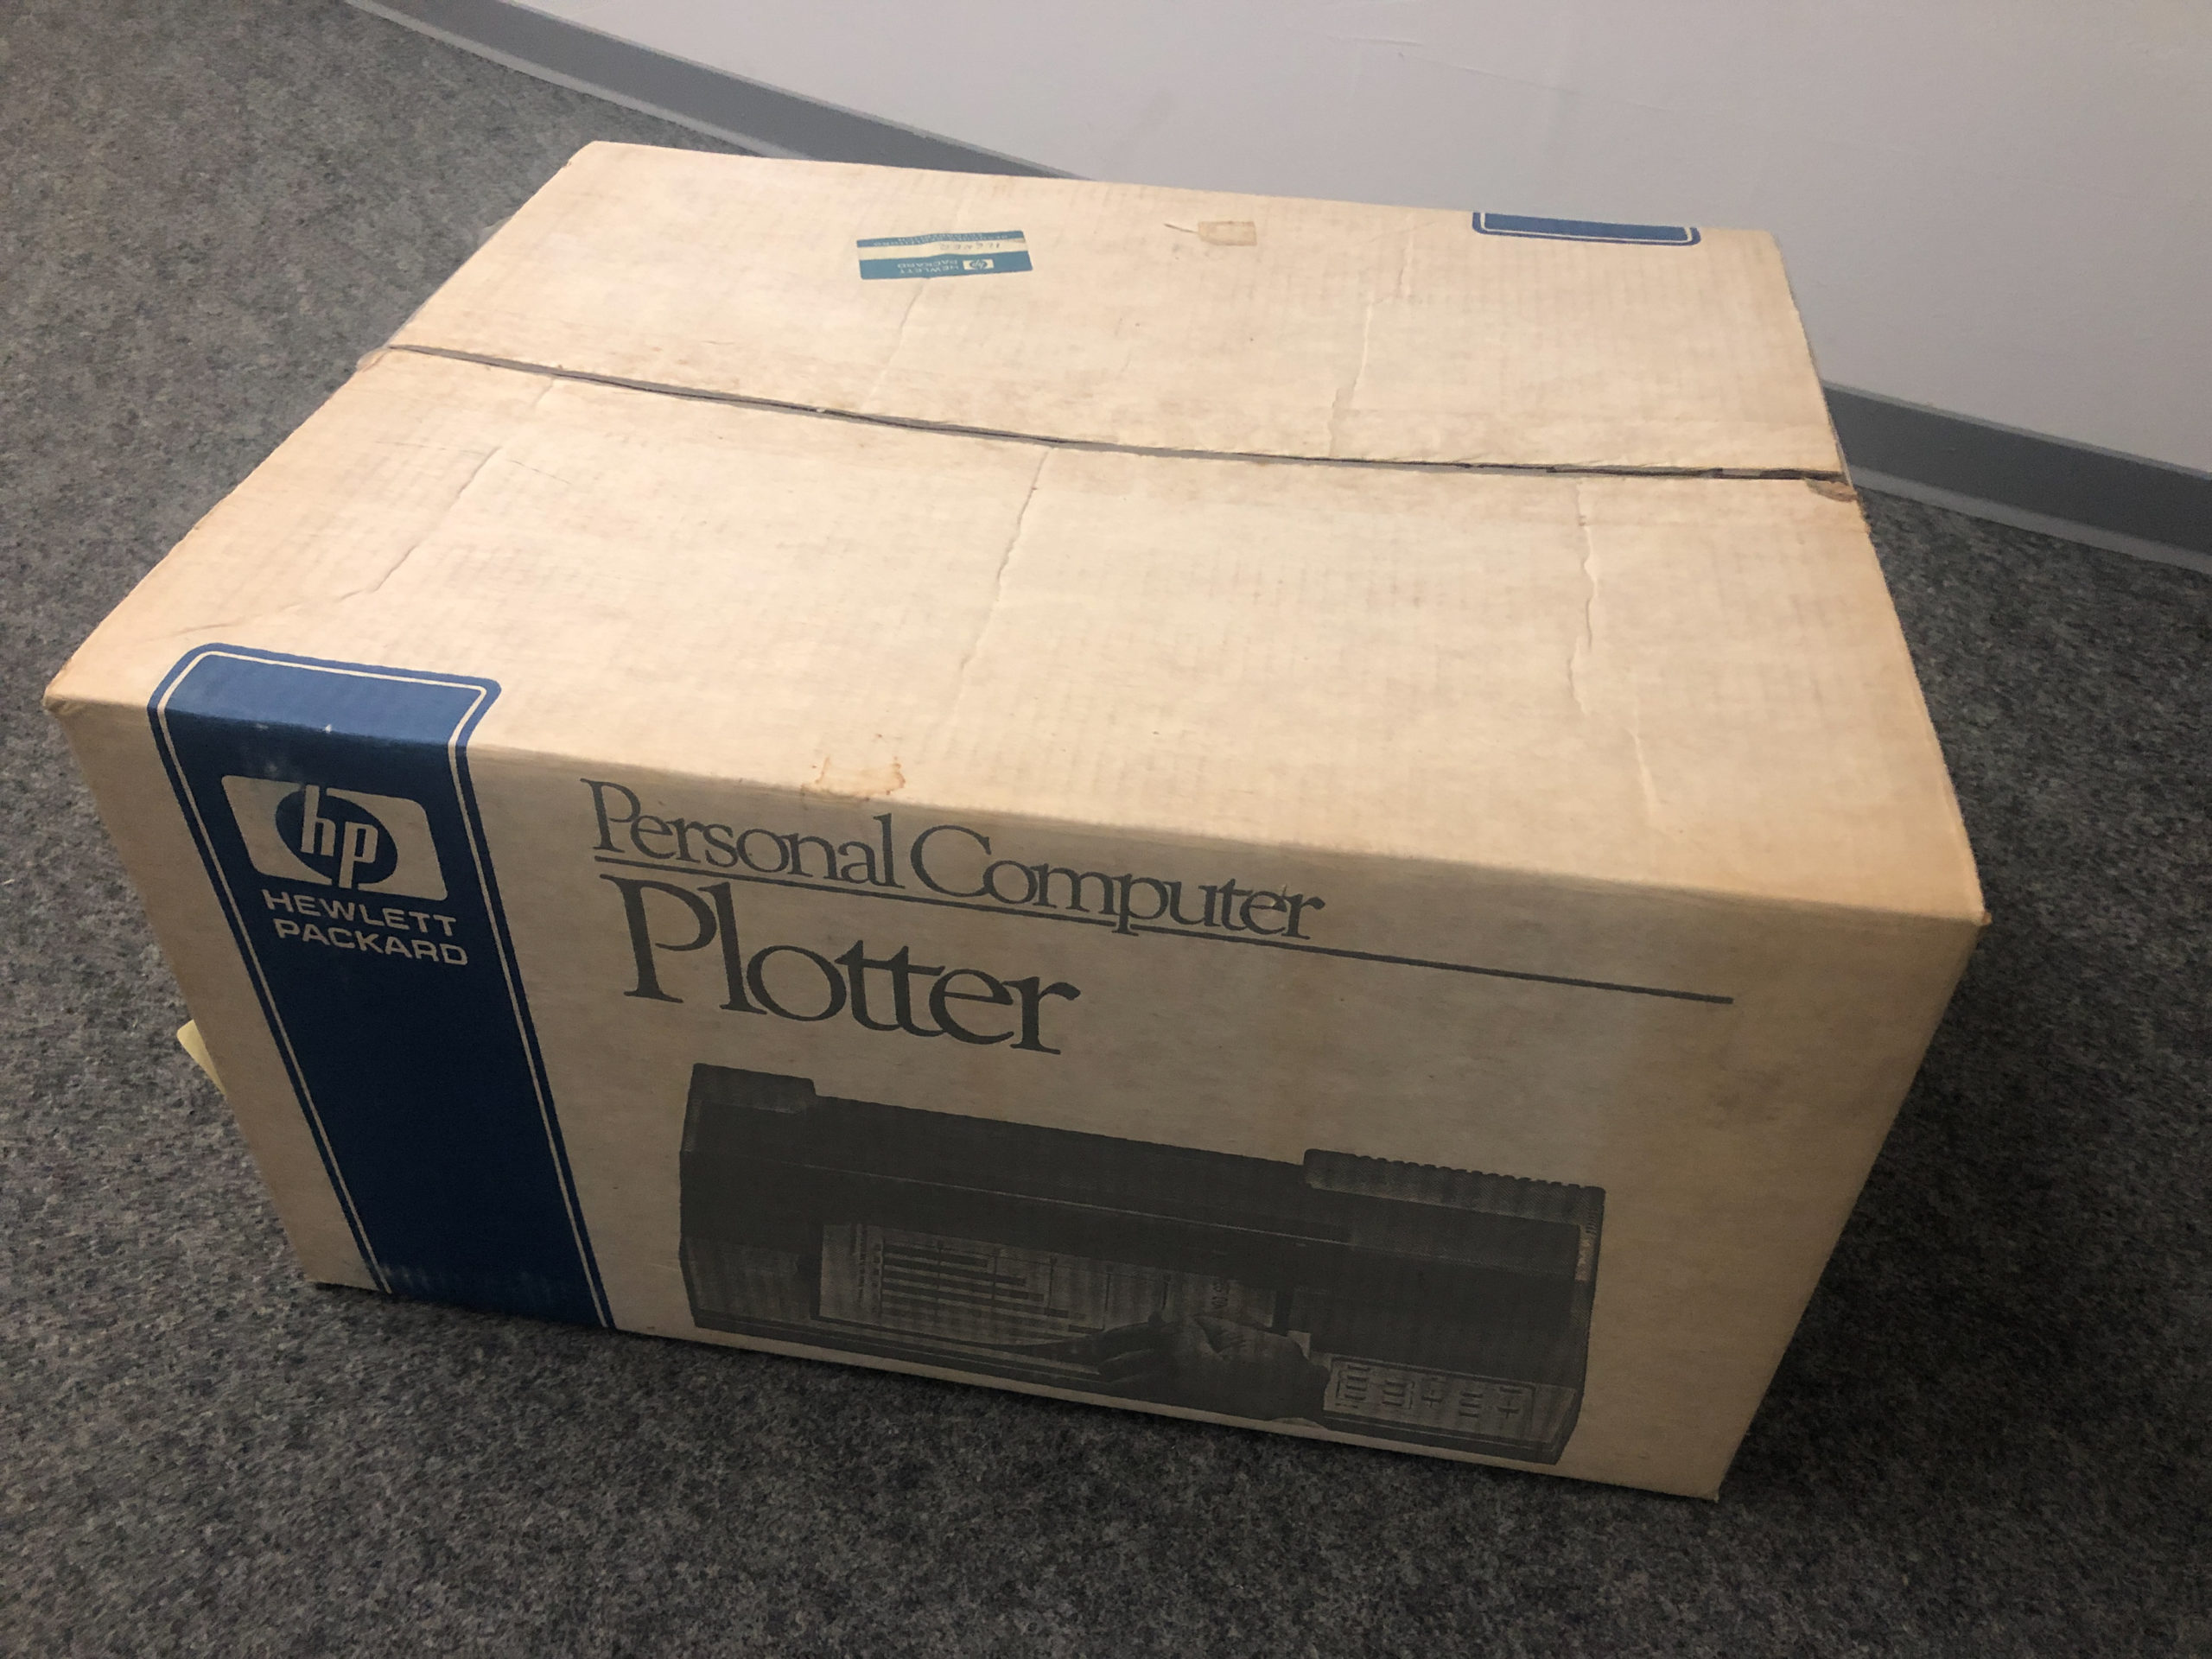 HEWLETT
PACKARD
hp
HEWLETT
PACKARD
Personal Computer
Plotter